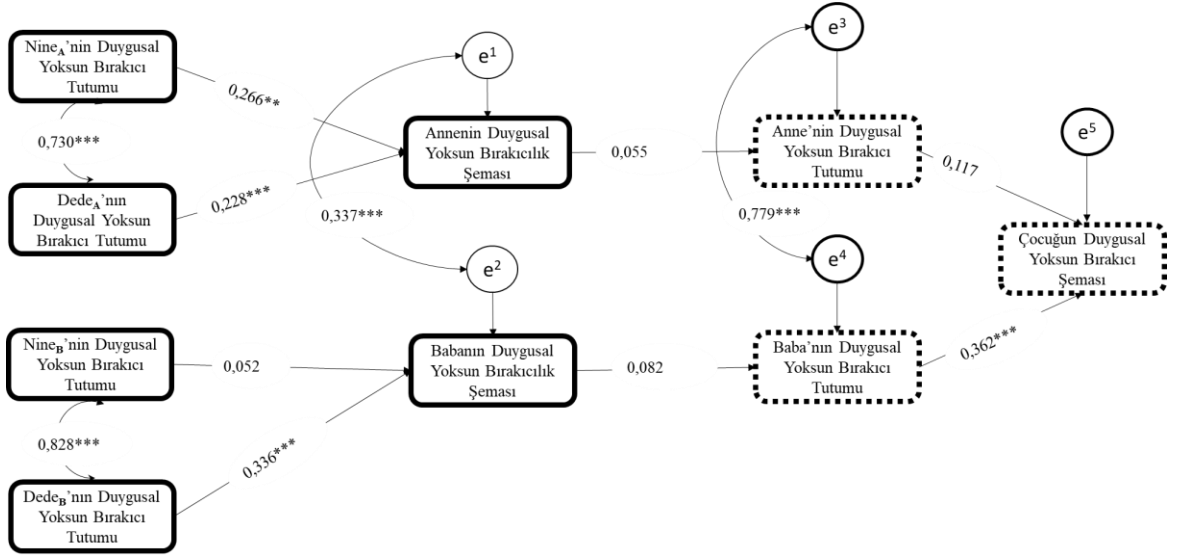 Nine_A'nin Duygusal
Yoksun Bırakıcı
Tutumu
0,730***
Dede_A'nın
Duygusal Yoksun
Bırakıcı Tutumu
0,266**
0,228***
e¹
Annenin Duygusal
Yoksun Bırakıcılık
Şeması
0,337***
0,055
e³
Anne'nin Duygusal
Yoksun Bırakıcı
Tutumu
0,779***
0,117
e⁵
Çocuğun Duygusal
Yoksun Bırakıcı
Şeması
Nine_B'nin Duygusal
Yoksun Bırakıcı
Tutumu
0,828***
Dede_B'nın Duygusal
Yoksun Bırakıcı
Tutumu
0,052
0,336***
e²
Babanın Duygusal
Yoksun Bırakıcılık
Şeması
0,082
e⁴
Baba'nın Duygusal
Yoksun Bırakıcı
Tutumu
0,362***